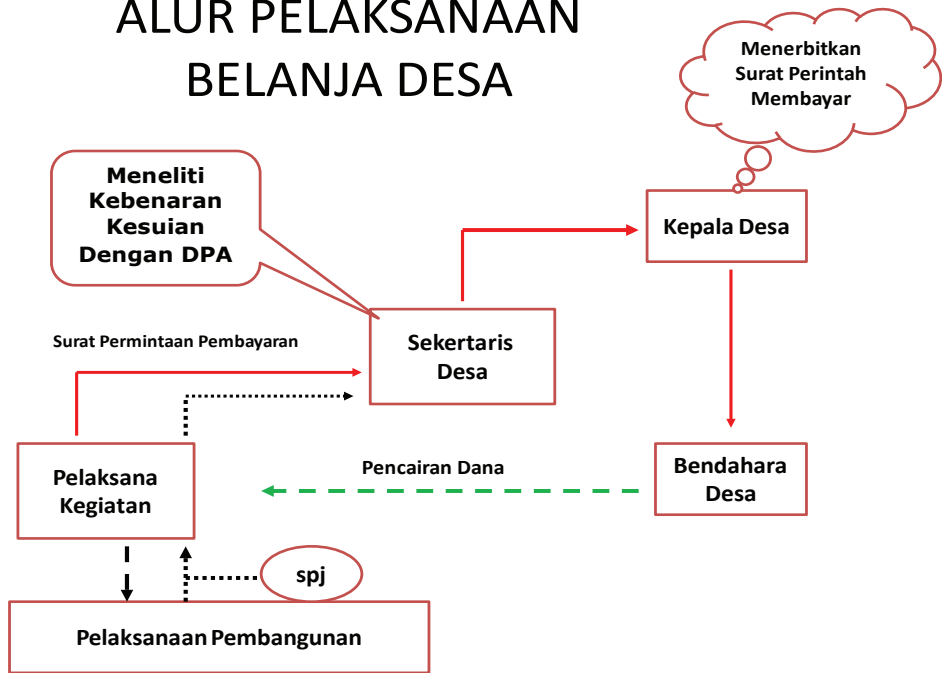 ALUR PELAKSANAAN
BELANJA DESA
Menerbitkan
Surat Perintah
Membayar
Meneliti
Kebenaran
Kesuian
Dengan DPA
Kepala Desa
Surat Permintaan Pembayaran
Sekertaris
Desa
Pelaksana
Kegiatan
Pencairan Dana
Bendahara
Desa
spj
Pelaksanaan Pembangunan